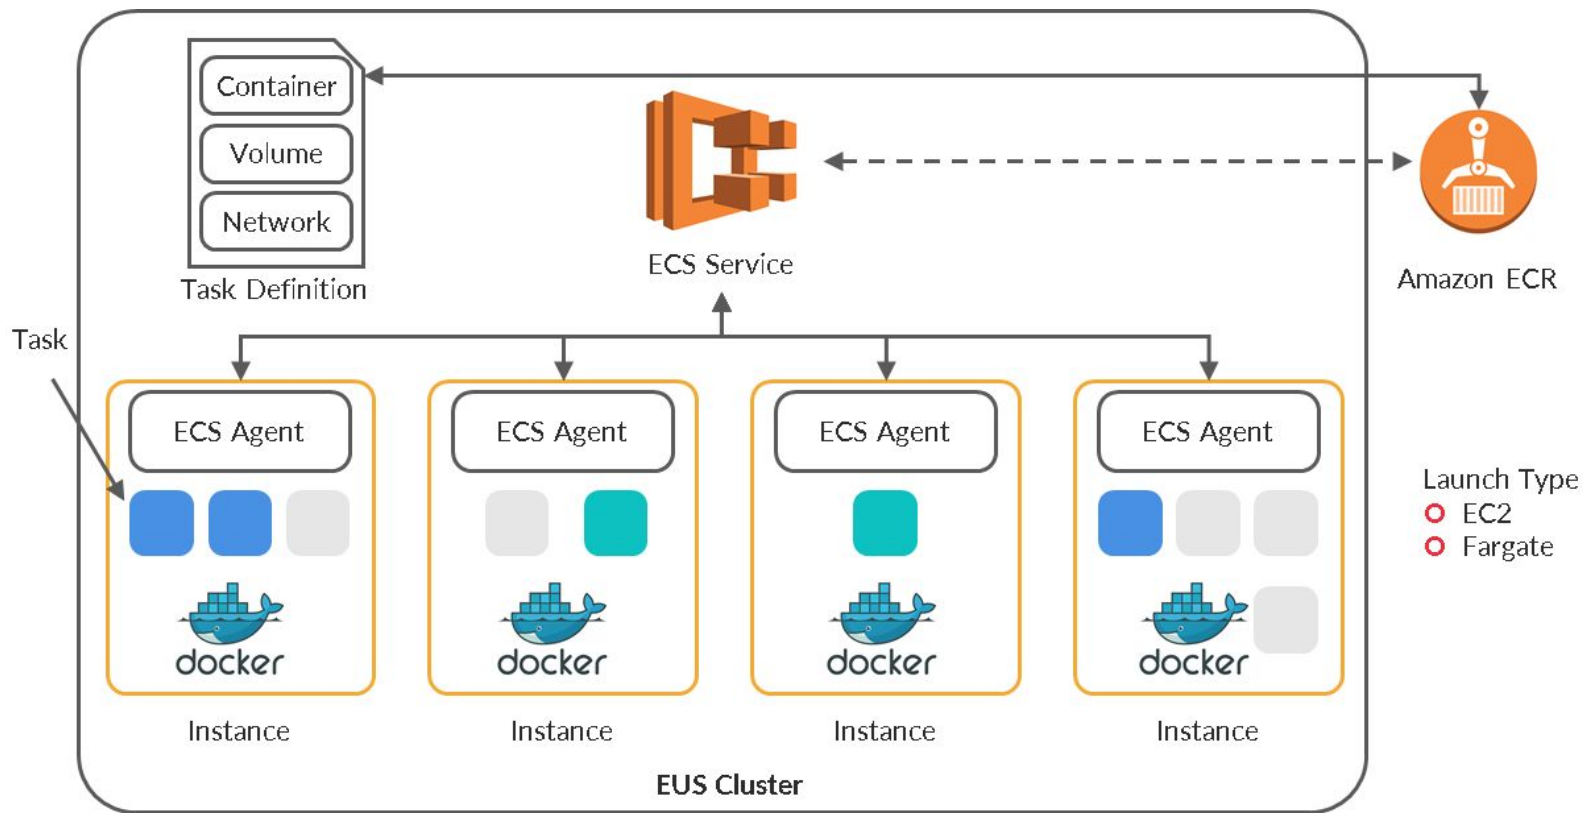 Container
Volume
Network
Task Definition
ECS Service
Amazon ECR
Task
ECS Agent
ECS Agent
ECS Agent
ECS Agent
Launch Type
EC2
Fargate
docker
docker
docker
docker
Instance
Instance
Instance
Instance
EUS Cluster